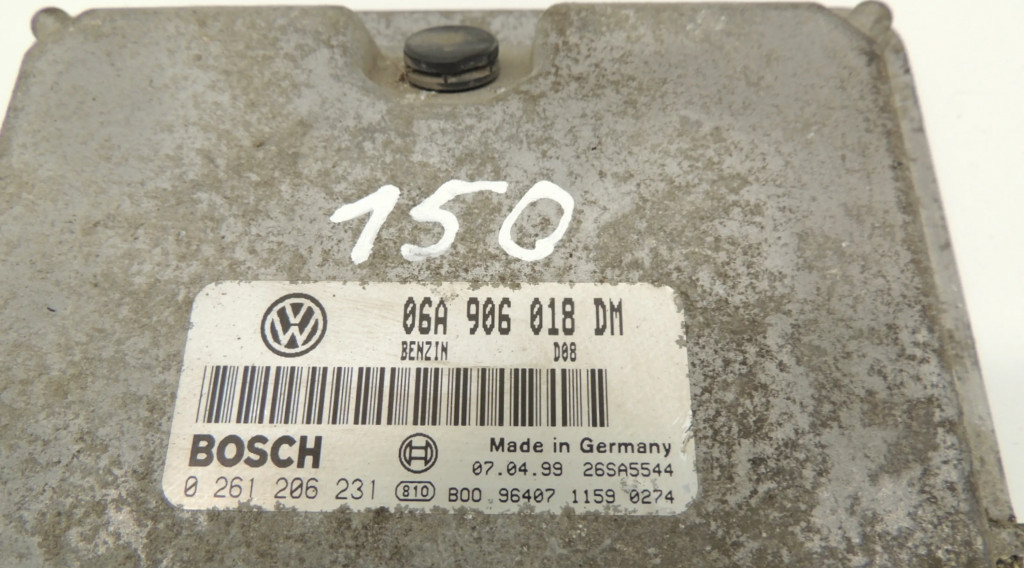 150
06A 906 018 DM
BENZIN D08
BOSCH
Made in Germany
07.04.99 26SA5544
0 261 206 231 810 B00 96407 1159 0274